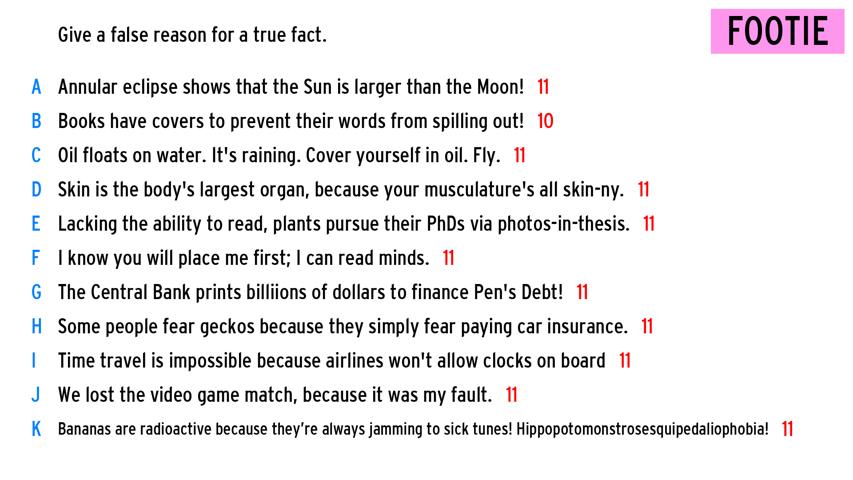 Give a false reason for a true fact.
FOOTIE
A Annular eclipse shows that the Sun is larger than the Moon! 11
B Books have covers to prevent their words from spilling out! 10
C Oil floats on water. It's raining. Cover yourself in oil. Fly. 11
D Skin is the body's largest organ, because your musculature's all skin-ny. 11
E Lacking the ability to read, plants pursue their PhDs via photos-in-thesis. 11
F I know you will place me first; I can read minds. 11
G The Central Bank prints billiions of dollars to finance Pen's Debt! 11
H Some people fear geckos because they simply fear paying car insurance. 11
I Time travel is impossible because airlines won't allow clocks on board 11
J We lost the video game match, because it was my fault. 11
K Bananas are radioactive because they're always jamming to sick tunes! Hippopotomonstrosesquipedaliophobia! 11